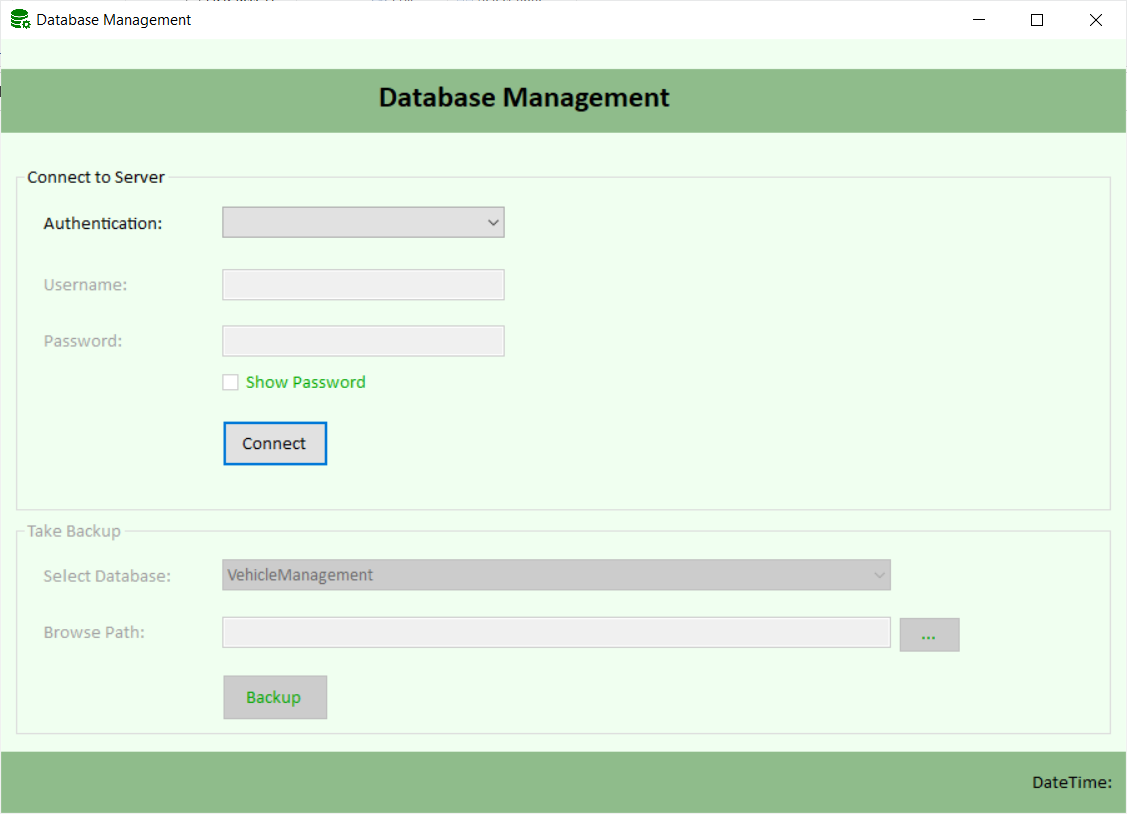 Database Management
Database Management
Connect to Server
Authentication:
Username:
Password:
Show Password
Connect
Take Backup
Select Database: VehicleManagement
Browse Path: ...
Backup
DateTime: